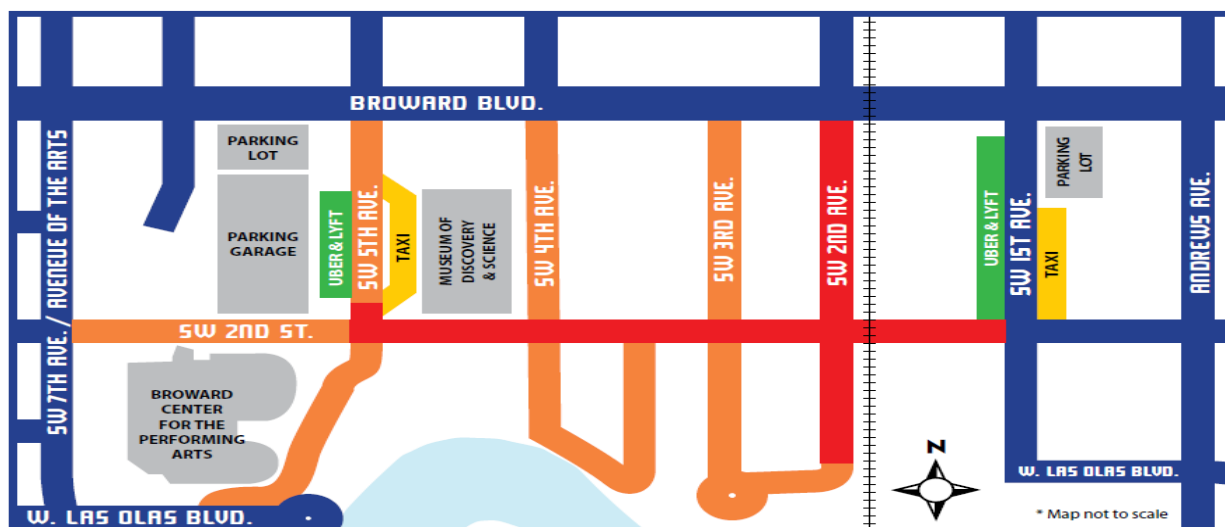 BROWARD BLVD.
SW 7TH AVE. / AVENEUE OF THE ARTS
PARKING
LOT
PARKING
GARAGE
UBER & LYFT
SW 5TH AVE.
TAXI
MUSEUM OF
DISCOVERY
& SCIENCE
SW 4TH AVE.
SW 3RD AVE.
SW 2ND AVE.
UBER & LYFT
SW 1ST AVE.
PARKING
LOT
TAXI
ANDREWS AVE.
SW 2ND ST.
BROWARD
CENTER
FOR THE
PERFORMING
ARTS
N
W. LAS OLAS BLVD.
W. LAS OLAS BLVD.
* Map not to scale